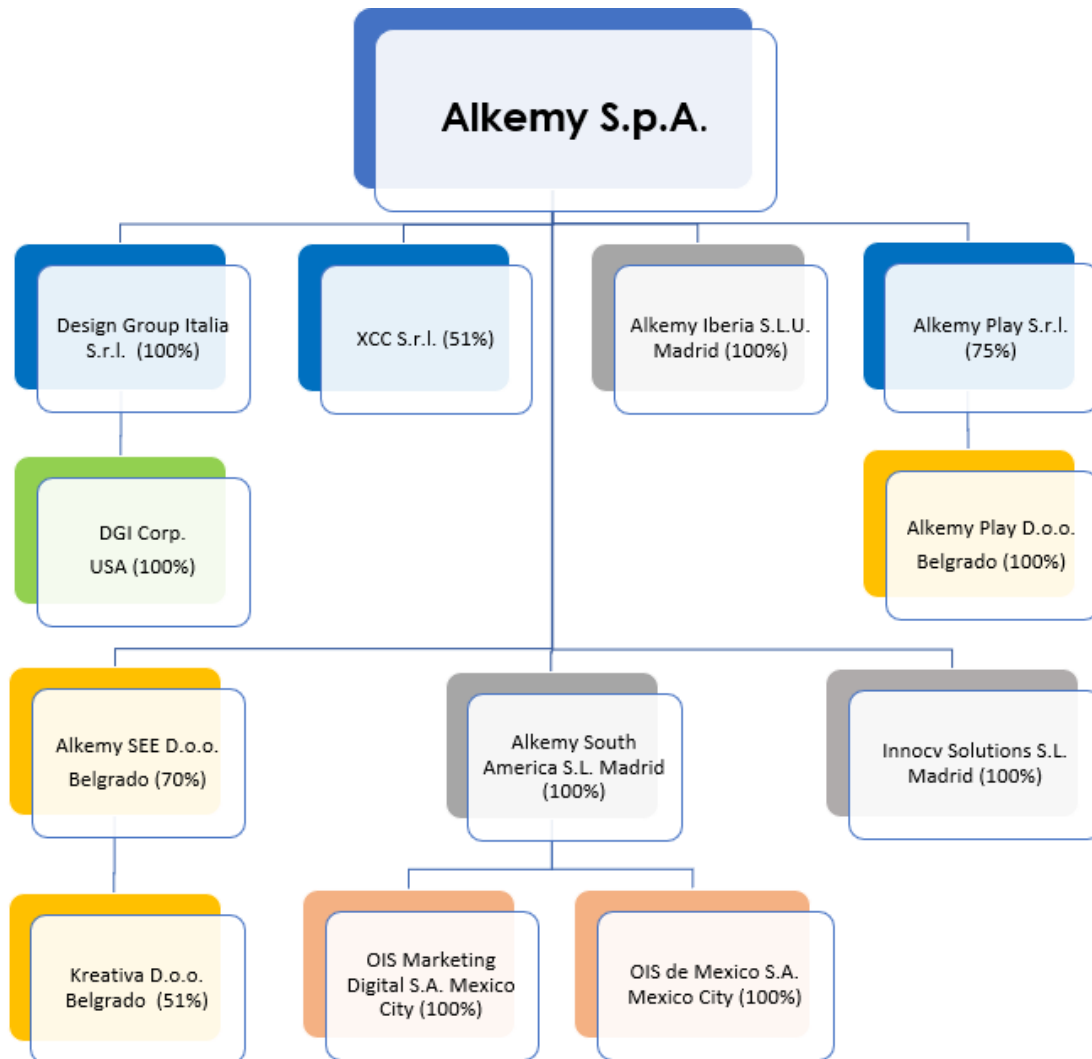 Alkemy S.p.A.
Design Group Italia
S.r.l. (100%)
XCC S.r.l. (51%)
Alkemy Iberia S.L.U.
Madrid (100%)
Alkemy Play S.r.l.
(75%)
DGI Corp.
USA (100%)
Alkemy Play D.o.o.
Belgrado (100%)
Alkemy SEE D.o.o.
Belgrado (70%)
Alkemy South
America S.L. Madrid
(100%)
Innocv Solutions S.L.
Madrid (100%)
Kreativa D.o.o.
Belgrado (51%)
OIS Marketing
Digital S.A. Mexico
City (100%)
OIS de Mexico S.A.
Mexico City (100%)